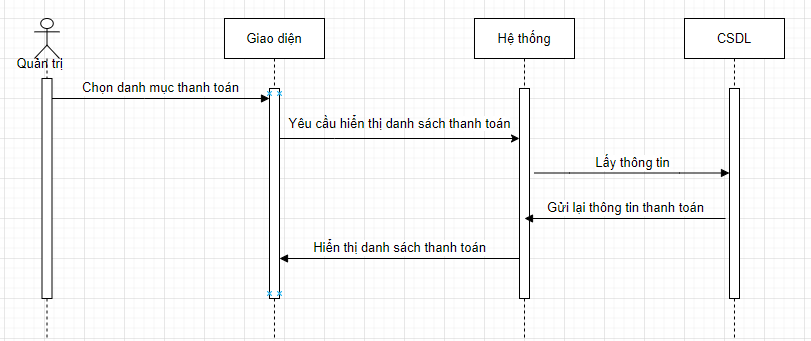 Giao diện
Hệ thống
CSDL
Quản trị
Chọn danh mục thanh toán
Yêu cầu hiển thị danh sách thanh toán
Lấy thông tin
Gửi lại thông tin thanh toán
Hiển thị danh sách thanh toán